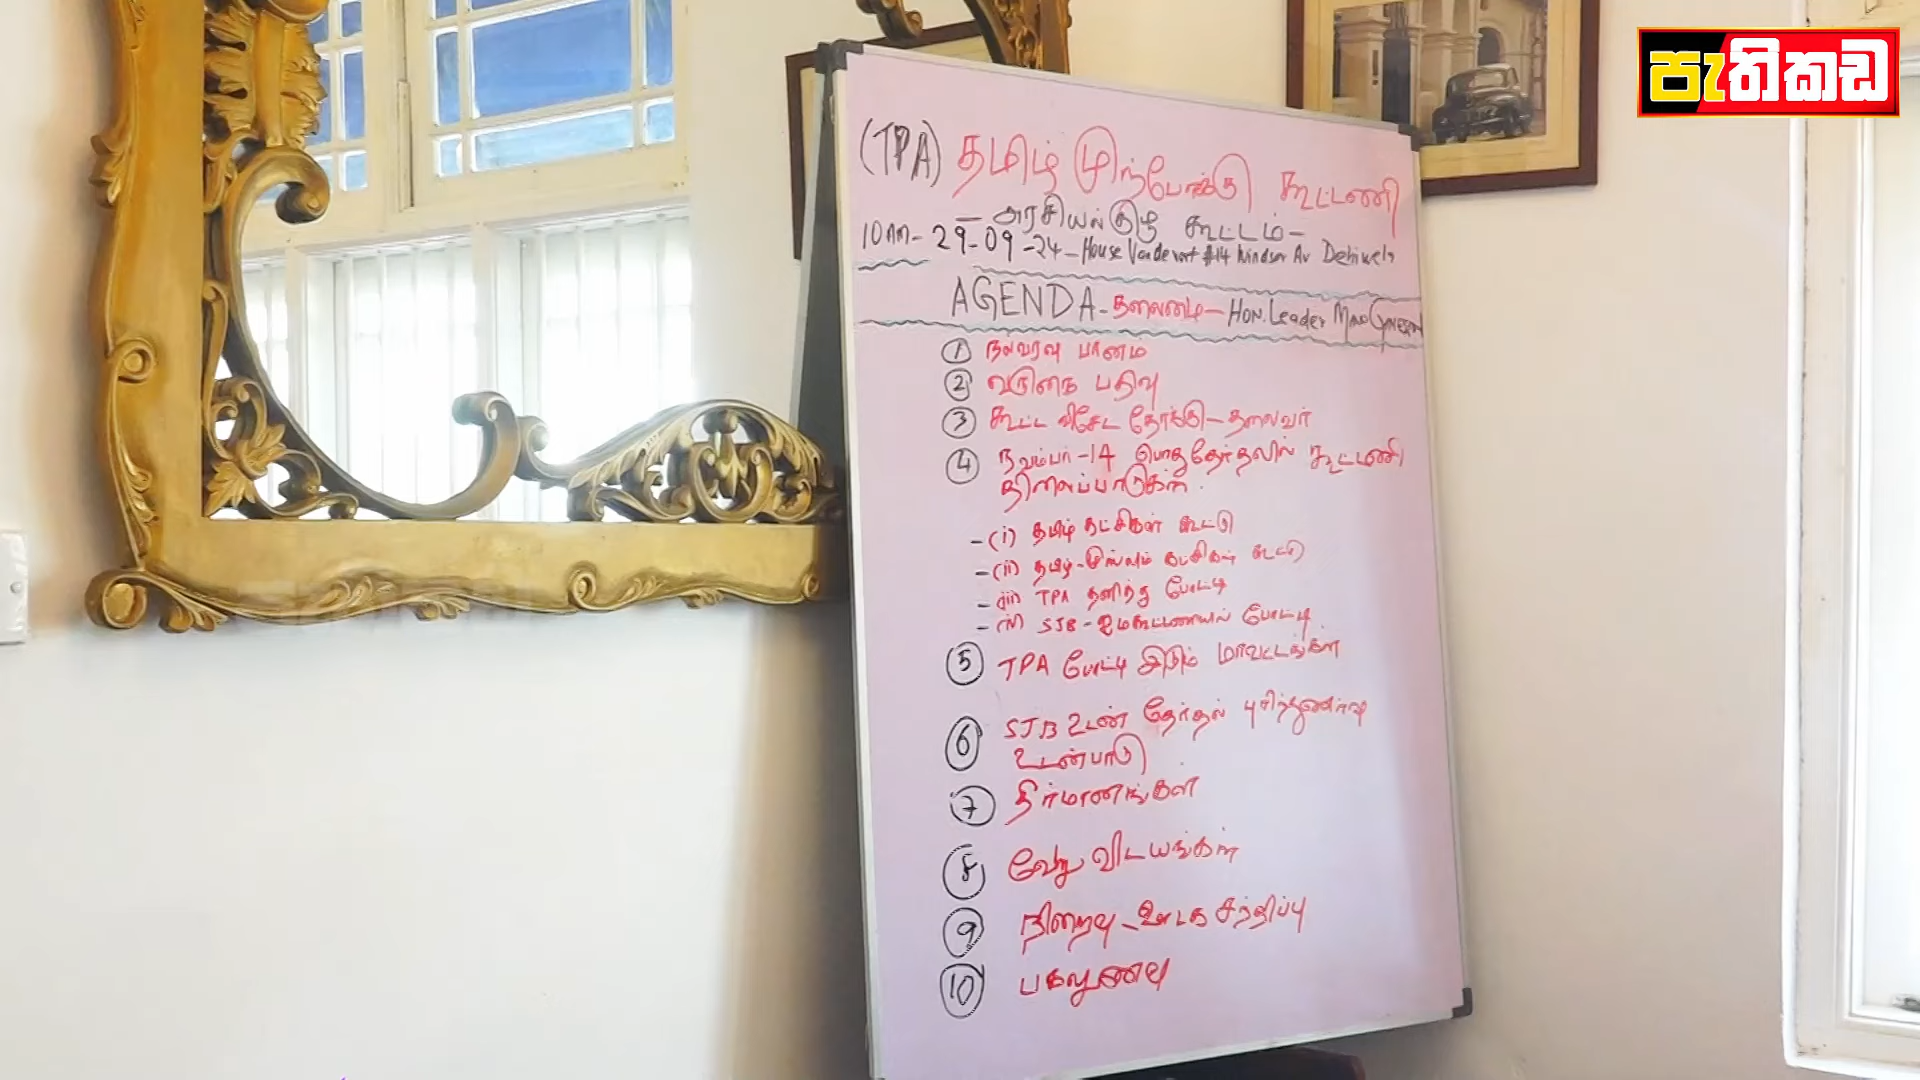 පැතිකඩ
(TPA) தமிழ் முற்போக்கு கூட்டணி
– அரசியல்குழு கூட்டம் –
10am - 29-09-24 - House Vandervort #14 Windsor Av Dehiwela
AGENDA - தலைமை - HON. Leader Mano Ganesan
① நல்வரவு பானம்
② வருகை பதிவு
③ கூட்ட விசேட நோக்கு - தலைவர்
④ நவம்பர் - 14 பொதுதேர்தலில் கூட்டணி
நிலைப்பாடுகள்.
- (i) தமிழ் கட்சிகள் கூட்டு
- (ii) தமிழ் - முஸ்லிம் கட்சிகள் கூட்டு
- (iii) TPA தனித்து போட்டி
- (iv) SJB - ஐமகூட்டணியில் போட்டி
⑤ TPA போட்டி இடும் மாவட்டங்கள்
⑥ SJB உடன் தேர்தல் புரிந்துணர்வு
உடன்பாடு
⑦ தீர்மானங்கள்
⑧ வேறு விடயங்கள்
⑨ நிறைவு - ஊடக சந்திப்பு
⑩ பகலுணவு